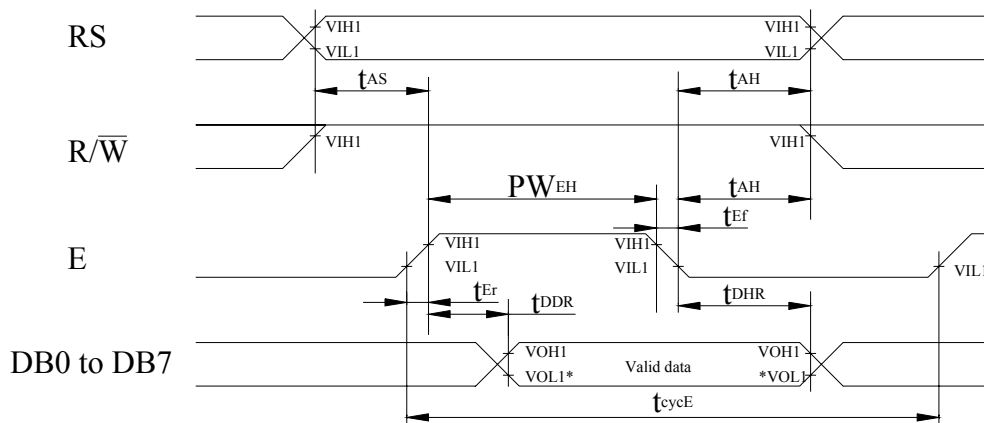 RS
VIH1
VIL1
VIH1
VIL1
tAS
tAH
R/W̅
VIH1
VIH1
PWEH
tAH
tEf
E
VIH1
VIL1
VIH1
VIL1
VIL1
tEr
tDDR
tDHR
DB0 to DB7
VOH1
VOL1*
Valid data
VOH1
*VOL1
tcycE